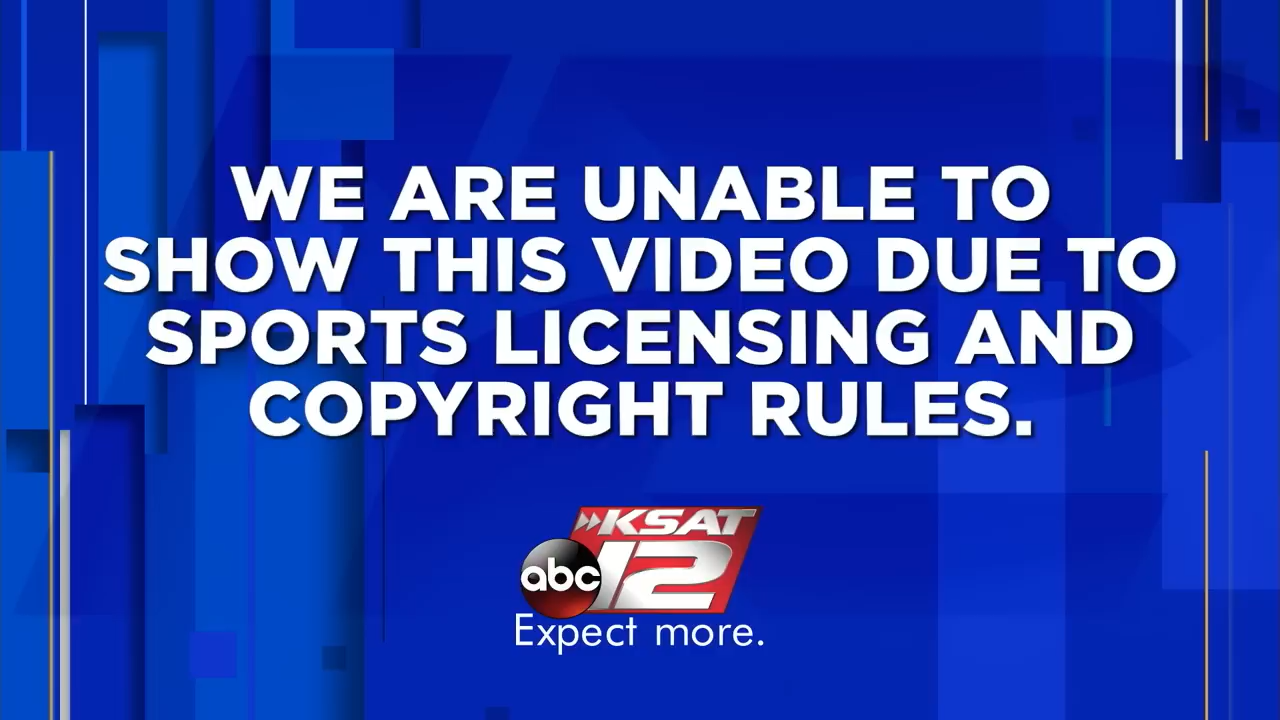 WE ARE UNABLE TO
SHOW THIS VIDEO DUE TO
SPORTS LICENSING AND
COPYRIGHT RULES.
KSAT
abc 12
Expect more.